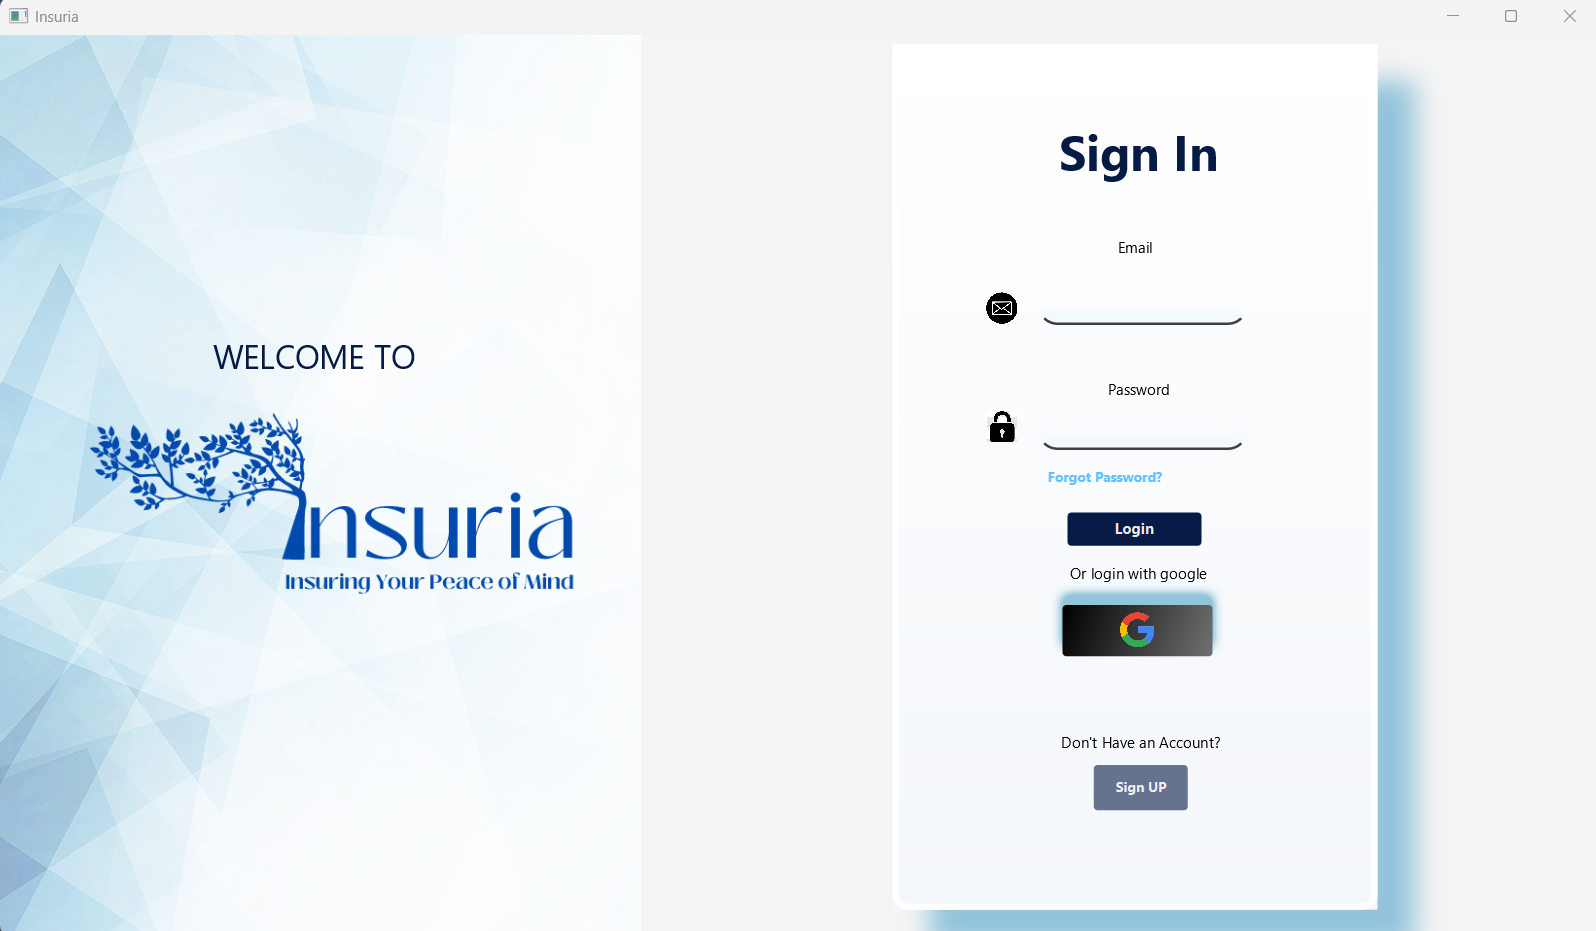 Insuria
WELCOME TO
Insuria
Insuring Your Peace of Mind
Sign In
Email
Password
Forgot Password?
Login
Or login with google
Don't Have an Account?
Sign UP